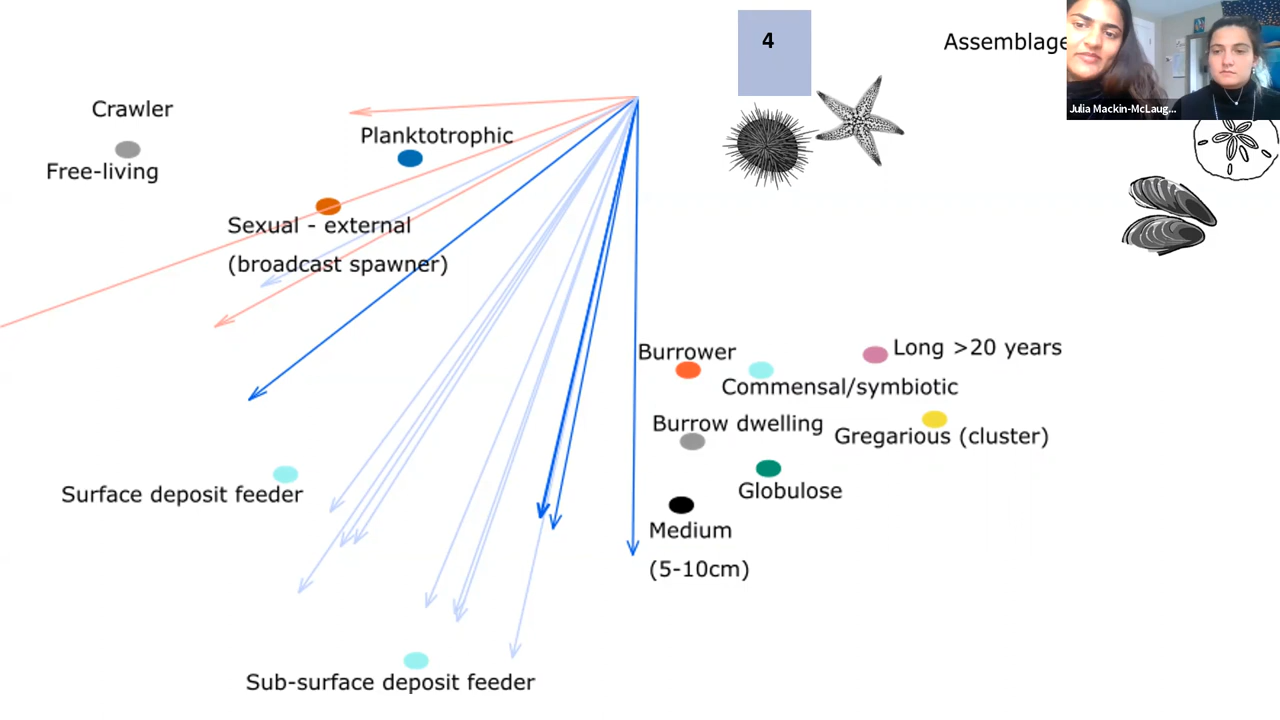 4
Assemblage
Julia Mackin-McLaug...
Crawler
Planktotrophic
Free-living
Sexual - external
(broadcast spawner)
Burrower
Long >20 years
Commensal/symbiotic
Burrow dwelling
Gregarious (cluster)
Surface deposit feeder
Globulose
Medium
(5-10cm)
Sub-surface deposit feeder